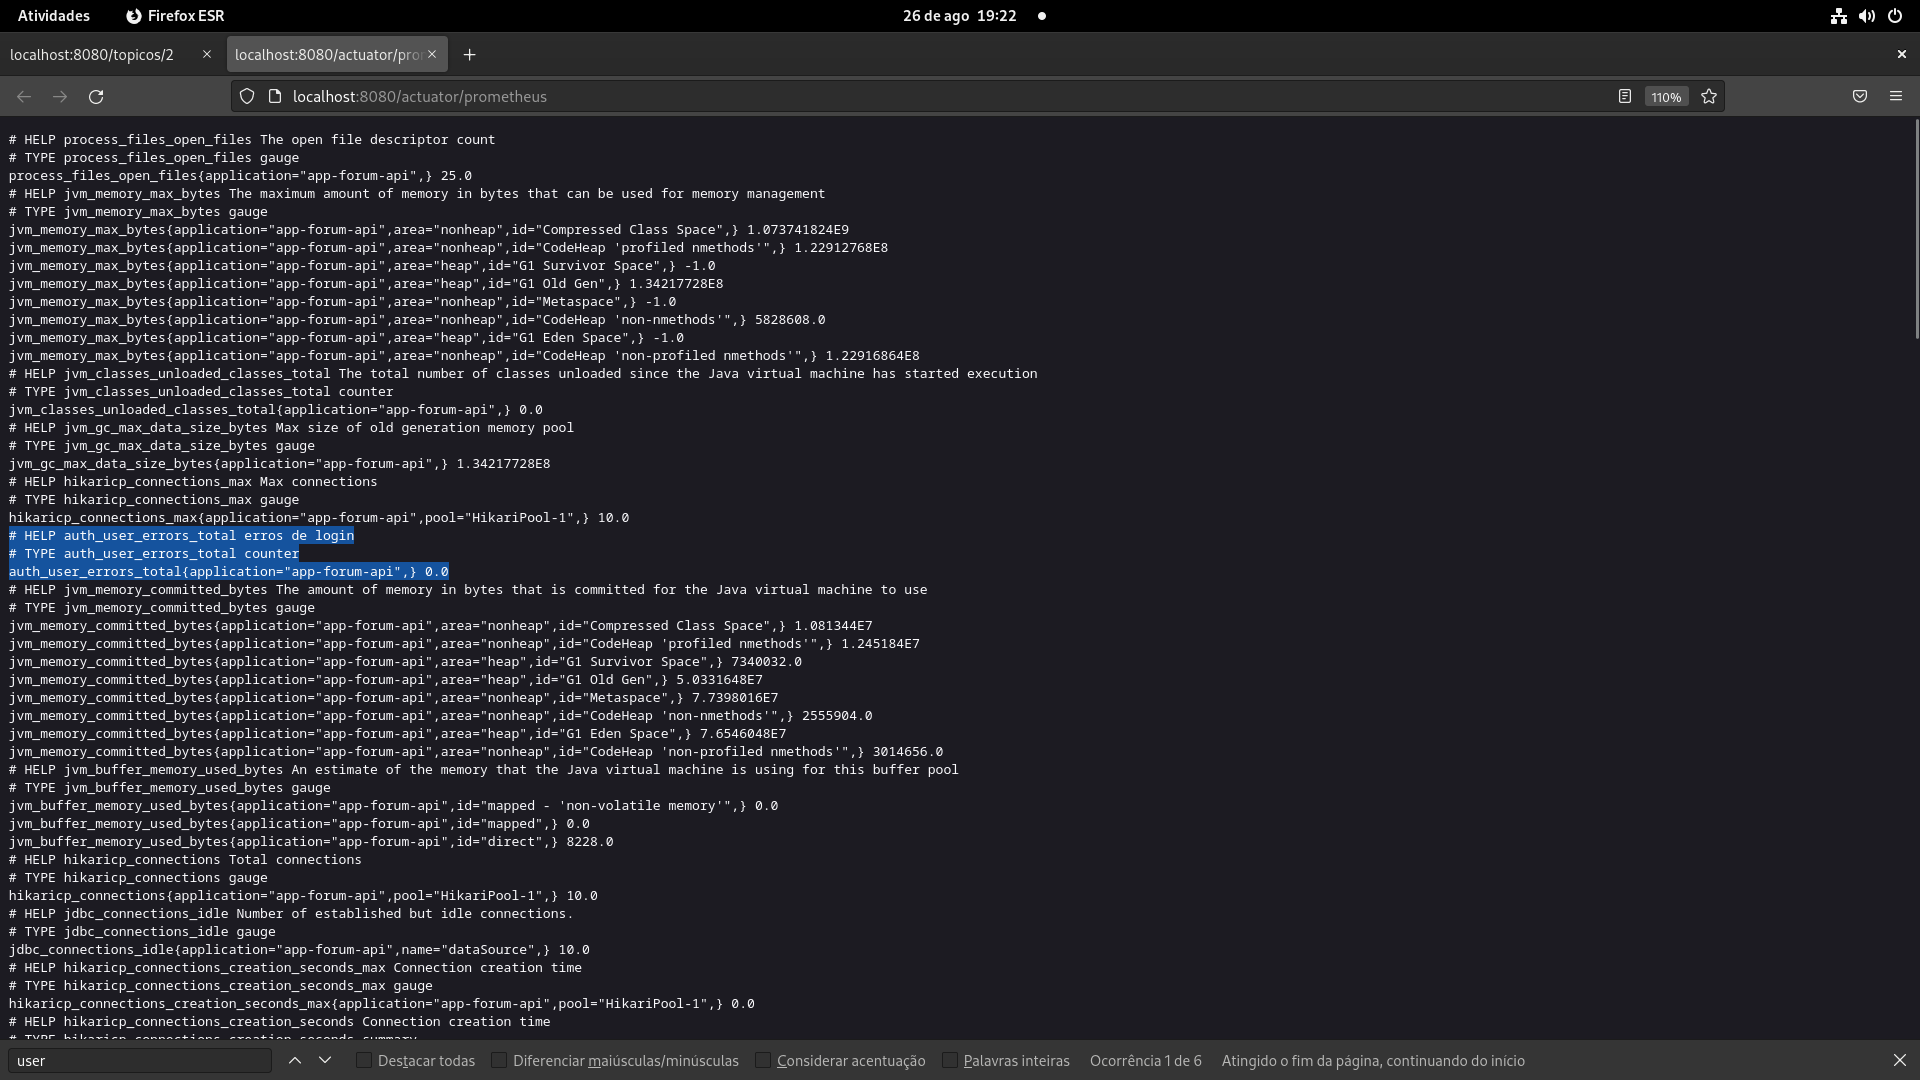 Atividades
Firefox ESR
26 de ago 19:22
localhost:8080/topicos/2
localhost:8080/actuator/pro
localhost:8080/actuator/prometheus
110%
# HELP process_files_open_files The open file descriptor count
# TYPE process_files_open_files gauge
process_files_open_files{application="app-forum-api",} 25.0
# HELP jvm_memory_max_bytes The maximum amount of memory in bytes that can be used for memory management
# TYPE jvm_memory_max_bytes gauge
jvm_memory_max_bytes{application="app-forum-api",area="nonheap",id="Compressed Class Space",} 1.073741824E9
jvm_memory_max_bytes{application="app-forum-api",area="nonheap",id="CodeHeap 'profiled nmethods'",} 1.22912768E8
jvm_memory_max_bytes{application="app-forum-api",area="heap",id="G1 Survivor Space",} -1.0
jvm_memory_max_bytes{application="app-forum-api",area="heap",id="G1 Old Gen",} 1.34217728E8
jvm_memory_max_bytes{application="app-forum-api",area="nonheap",id="Metaspace",} -1.0
jvm_memory_max_bytes{application="app-forum-api",area="nonheap",id="CodeHeap 'non-nmethods'",} 5828608.0
jvm_memory_max_bytes{application="app-forum-api",area="heap",id="G1 Eden Space",} -1.0
jvm_memory_max_bytes{application="app-forum-api",area="nonheap",id="CodeHeap 'non-profiled nmethods'",} 1.22916864E8
# HELP jvm_classes_unloaded_classes_total The total number of classes unloaded since the Java virtual machine has started execution
# TYPE jvm_classes_unloaded_classes_total counter
jvm_classes_unloaded_classes_total{application="app-forum-api",} 0.0
# HELP jvm_gc_max_data_size_bytes Max size of old generation memory pool
# TYPE jvm_gc_max_data_size_bytes gauge
jvm_gc_max_data_size_bytes{application="app-forum-api",} 1.34217728E8
# HELP hikaricp_connections_max Max connections
# TYPE hikaricp_connections_max gauge
hikaricp_connections_max{application="app-forum-api",pool="HikariPool-1",} 10.0
# HELP auth_user_errors_total erros de login
# TYPE auth_user_errors_total counter
auth_user_errors_total{application="app-forum-api",} 0.0
# HELP jvm_memory_committed_bytes The amount of memory in bytes that is committed for the Java virtual machine to use
# TYPE jvm_memory_committed_bytes gauge
jvm_memory_committed_bytes{application="app-forum-api",area="nonheap",id="Compressed Class Space",} 1.081344E7
jvm_memory_committed_bytes{application="app-forum-api",area="nonheap",id="CodeHeap 'profiled nmethods'",} 1.245184E7
jvm_memory_committed_bytes{application="app-forum-api",area="heap",id="G1 Survivor Space",} 7340032.0
jvm_memory_committed_bytes{application="app-forum-api",area="heap",id="G1 Old Gen",} 5.0331648E7
jvm_memory_committed_bytes{application="app-forum-api",area="nonheap",id="Metaspace",} 7.7398016E7
jvm_memory_committed_bytes{application="app-forum-api",area="nonheap",id="CodeHeap 'non-nmethods'",} 2555904.0
jvm_memory_committed_bytes{application="app-forum-api",area="heap",id="G1 Eden Space",} 7.6546048E7
jvm_memory_committed_bytes{application="app-forum-api",area="nonheap",id="CodeHeap 'non-profiled nmethods'",} 3014656.0
# HELP jvm_buffer_memory_used_bytes An estimate of the memory that the Java virtual machine is using for this buffer pool
# TYPE jvm_buffer_memory_used_bytes gauge
jvm_buffer_memory_used_bytes{application="app-forum-api",id="mapped - 'non-volatile memory'",} 0.0
jvm_buffer_memory_used_bytes{application="app-forum-api",id="mapped",} 0.0
jvm_buffer_memory_used_bytes{application="app-forum-api",id="direct",} 8228.0
# HELP hikaricp_connections Total connections
# TYPE hikaricp_connections gauge
hikaricp_connections{application="app-forum-api",pool="HikariPool-1",} 10.0
# HELP jdbc_connections_idle Number of established but idle connections.
# TYPE jdbc_connections_idle gauge
jdbc_connections_idle{application="app-forum-api",name="dataSource",} 10.0
# HELP hikaricp_connections_creation_seconds_max Connection creation time
# TYPE hikaricp_connections_creation_seconds_max gauge
hikaricp_connections_creation_seconds_max{application="app-forum-api",pool="HikariPool-1",} 0.0
# HELP hikaricp_connections_creation_seconds Connection creation time
# TYPE hikaricp_connections_creation_seconds summary
user
Destacar todas
Diferenciar maiúsculas/minúsculas
Considerar acentuação
Palavras inteiras
Ocorrência 1 de 6
Atingido o fim da página, continuando do início